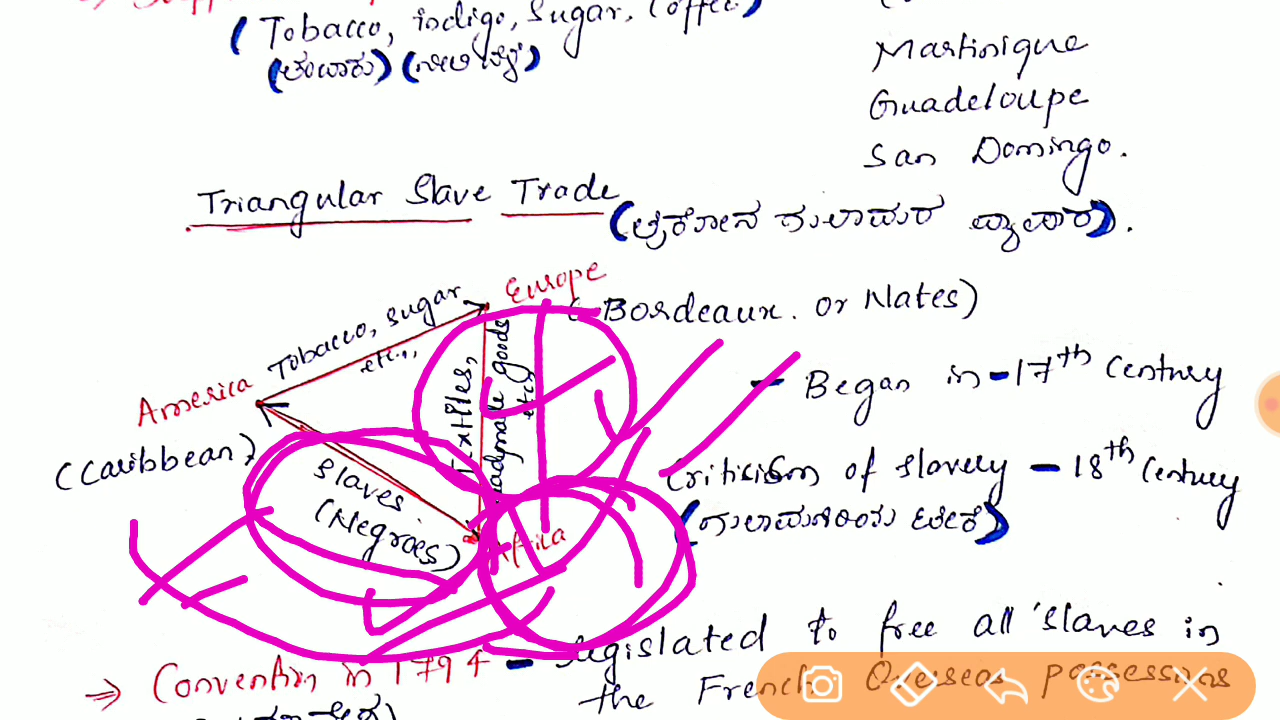 (Tobacco, indigo, Sugar, Coffee)
(ತಂಬಾಕು)
Martinique
Guadeloupe
San Domingo.
Triangular Slave Trade
(ತ್ರಿಕೋನ ಗುಲಾಮರ ವ್ಯಾಪಾರ).
Europe
(Bordeaux. or Nates)
Tobacco, Sugar
etc.,
Textiles,
goods
etc
America
(Caribbean)
Slaves
(Negroes)
Africa
- Began in - 17th Century
Criticism of slavery - 18th Century
⇒ Convention in 1794 - legislated to free all slaves in
the French Overseas possessions